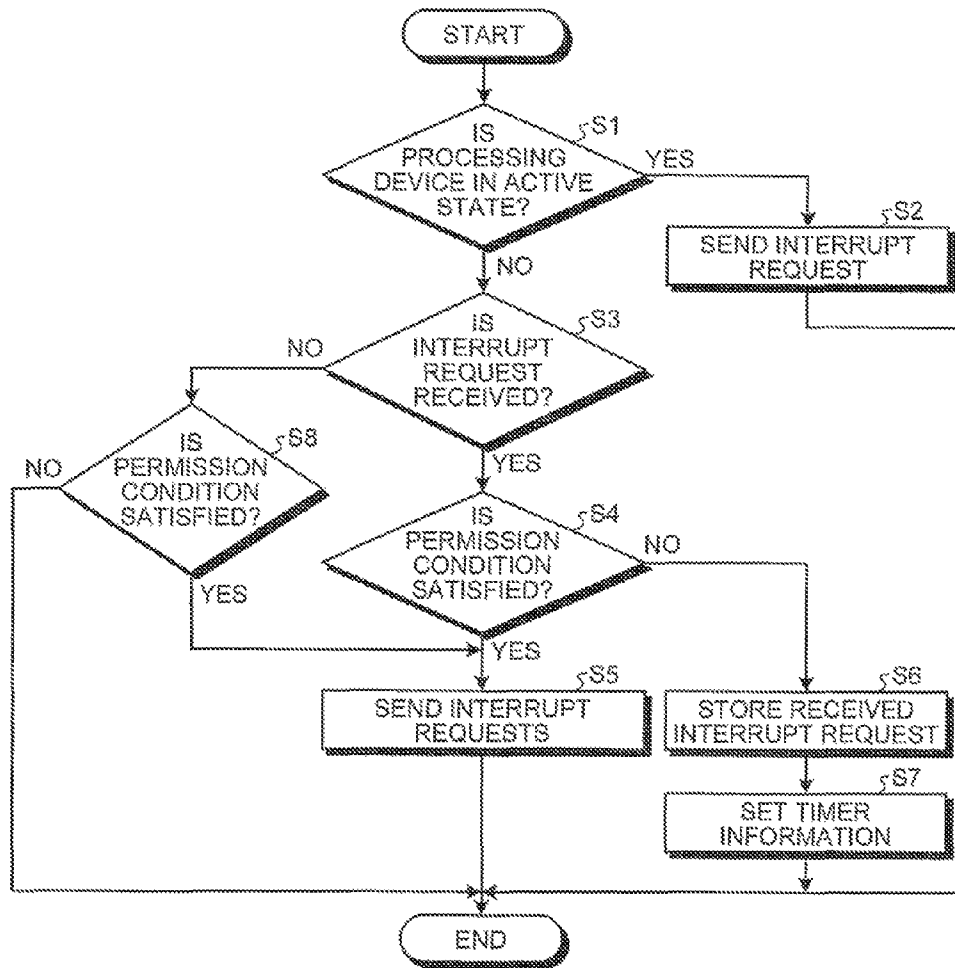 START
S1
IS
PROCESSING
DEVICE IN ACTIVE
STATE?
YES
NO
S2
SEND INTERRUPT
REQUEST
S3
IS
INTERRUPT
REQUEST
RECEIVED?
NO
YES
S8
IS
PERMISSION
CONDITION
SATISFIED?
NO
YES
S4
IS
PERMISSION
CONDITION
SATISFIED?
NO
YES
S5
SEND INTERRUPT
REQUESTS
S6
STORE RECEIVED
INTERRUPT REQUEST
S7
SET TIMER
INFORMATION
END